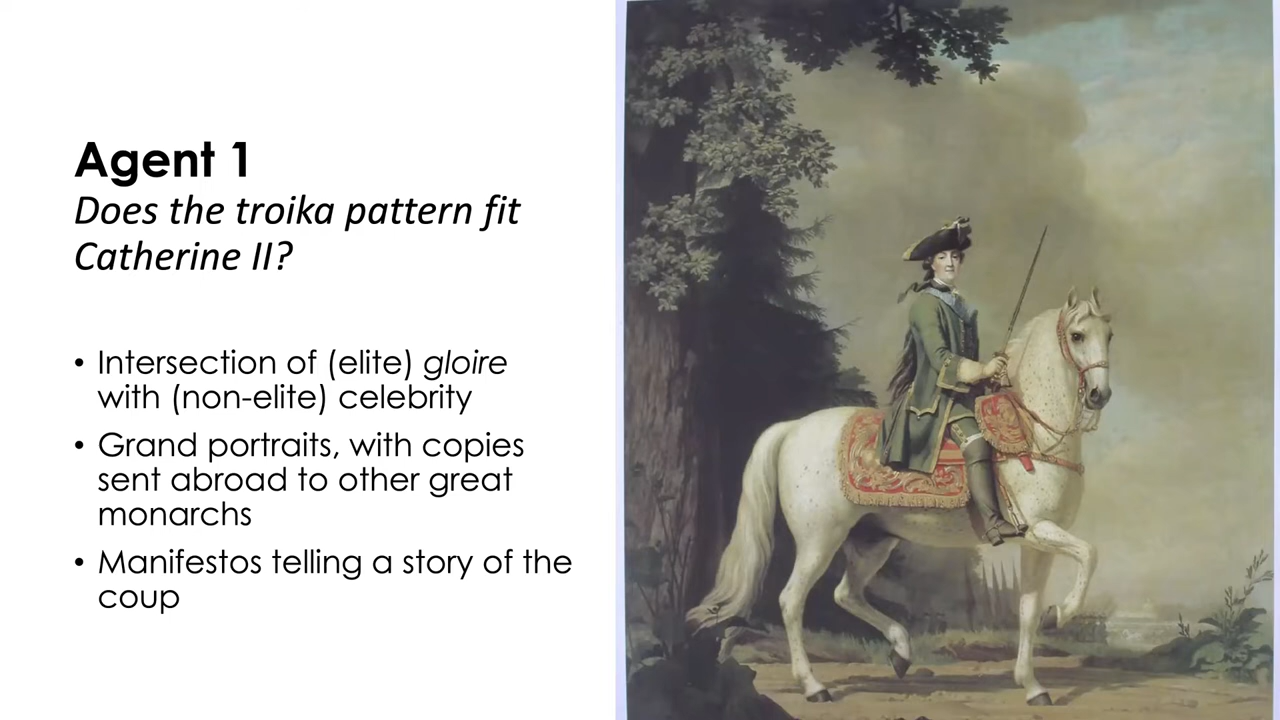 Agent 1
Does the troika pattern fit
Catherine II?
• Intersection of (elite) gloire
with (non-elite) celebrity
• Grand portraits, with copies
sent abroad to other great
monarchs
• Manifestos telling a story of the
coup